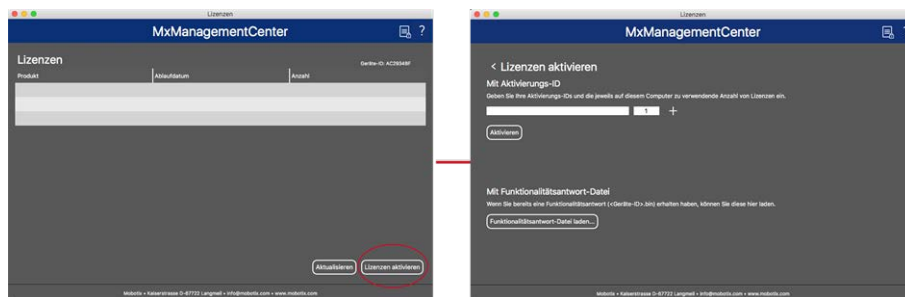 Lizenzen
MxManagementCenter
?
Lizenzen
Geräte-ID: AC29345F
Produkt Ablaufdatum Anzahl
Aktualisieren Lizenzen aktivieren
Mobotix • Kaiserstrasse D-67722 Langmeil • info@mobotix.com • www.mobotix.com
Lizenzen
MxManagementCenter
< Lizenzen aktivieren
Mit Aktivierungs-ID
Geben Sie Ihre Aktivierungs-IDs und die jeweils auf diesem Computer zu verwendende Anzahl von Lizenzen ein.
1 +
Aktivieren
Mit Funktionalitätsantwort-Datei
Wenn Sie bereits eine Funktionalitätsantwort (<Geräte-ID>.bin) erhalten haben, können Sie diese hier laden.
Funktionalitätsantwort-Datei laden...
Mobotix • Kaiserstrasse D-67722 Langmeil • info@mobotix.com • www.mobotix.com